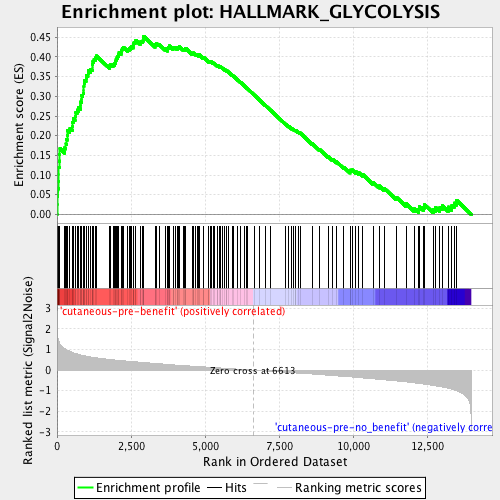 Enrichment plot: HALLMARK_GLYCOLYSIS
Enrichment score (ES)
0.45
0.40
0.35
0.30
0.25
0.20
0.15
0.10
0.05
0.00
Ranked list metric (Signal2Noise)
3
2
1
0
-1
-2
-3
'cutaneous-pre-benefit' (positively correlated)
Zero cross at 6613
'cutaneous-pre-no_benefit' (negatively corre
0
2,500
5,000
7,500
10,000
12,500
Rank in Ordered Dataset
Enrichment profile
Hits
Ranking metric scores